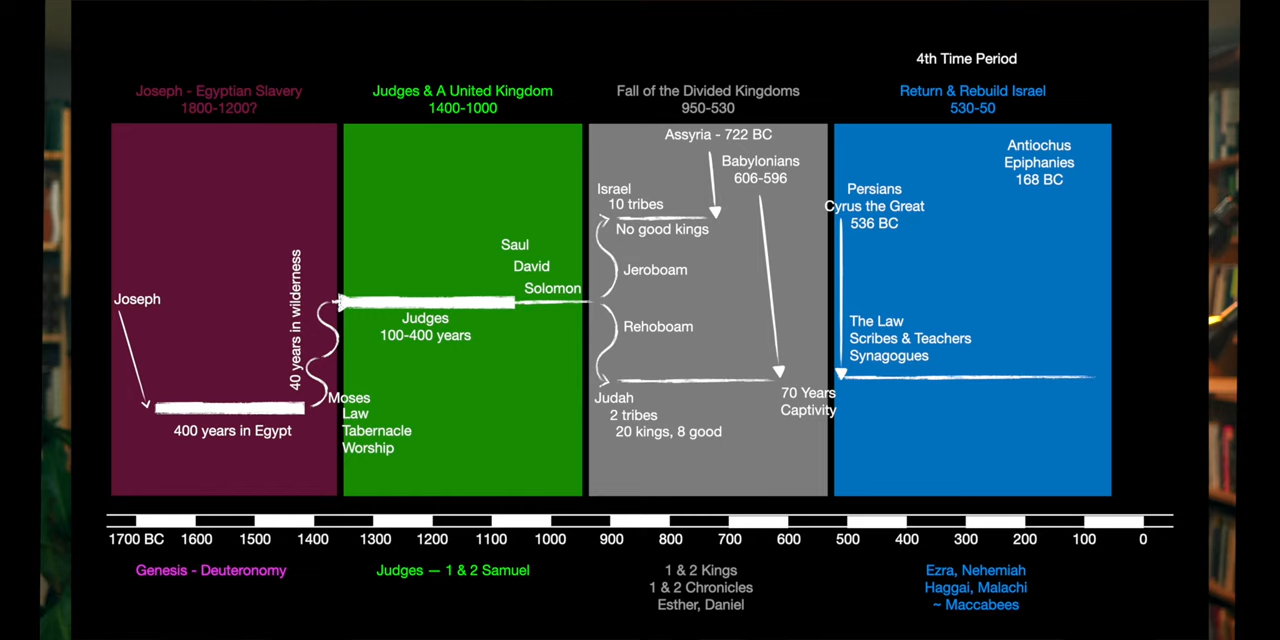 4th Time Period
Joseph - Egyptian Slavery
1800-1200?
Judges & A United Kingdom
1400-1000
Fall of the Divided Kingdoms
950-530
Return & Rebuild Israel
530-50
Joseph
400 years in Egypt
40 years in wilderness
Moses
Law
Tabernacle
Worship
Saul
David
Solomon
Judges
100-400 years
Assyria - 722 BC
Babylonians
606-596
Israel
10 tribes
No good kings
Jeroboam
Rehoboam
Judah
2 tribes
20 kings, 8 good
70 Years
Captivity
Antiochus
Epiphanies
168 BC
Persians
Cyrus the Great
536 BC
The Law
Scribes & Teachers
Synagogues
1700 BC 1600 1500 1400 1300 1200 1100 1000 900 800 700 600 500 400 300 200 100 0
Genesis - Deuteronomy
Judges — 1 & 2 Samuel
1 & 2 Kings
1 & 2 Chronicles
Esther, Daniel
Ezra, Nehemiah
Haggai, Malachi
~ Maccabees